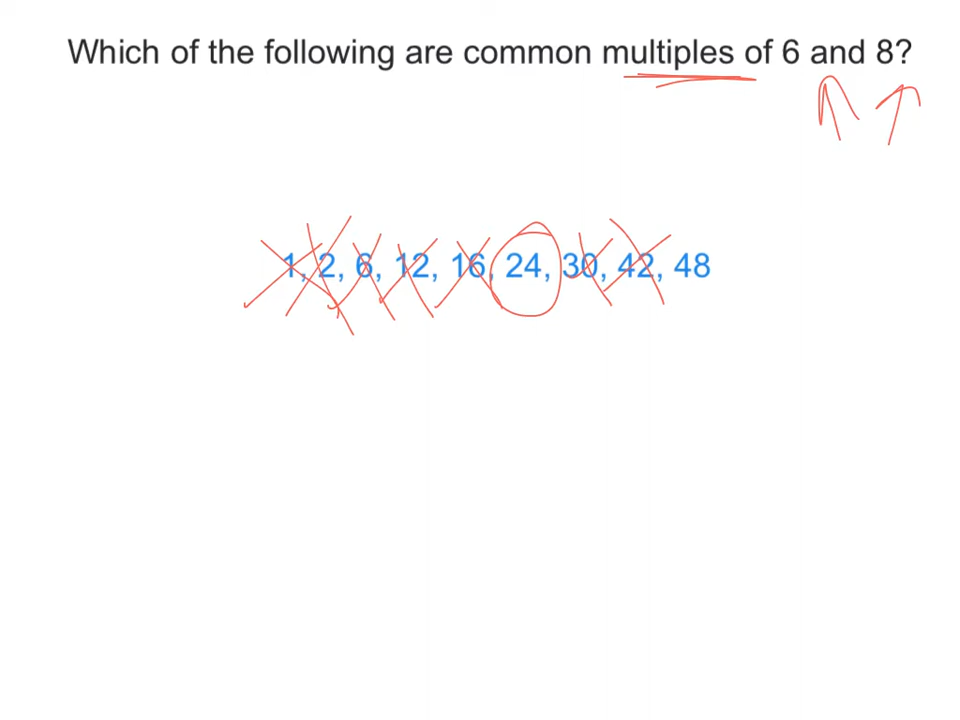 Which of the following are common multiples of 6 and 8?
1, 2, 6, 12, 16, 24, 30, 42, 48